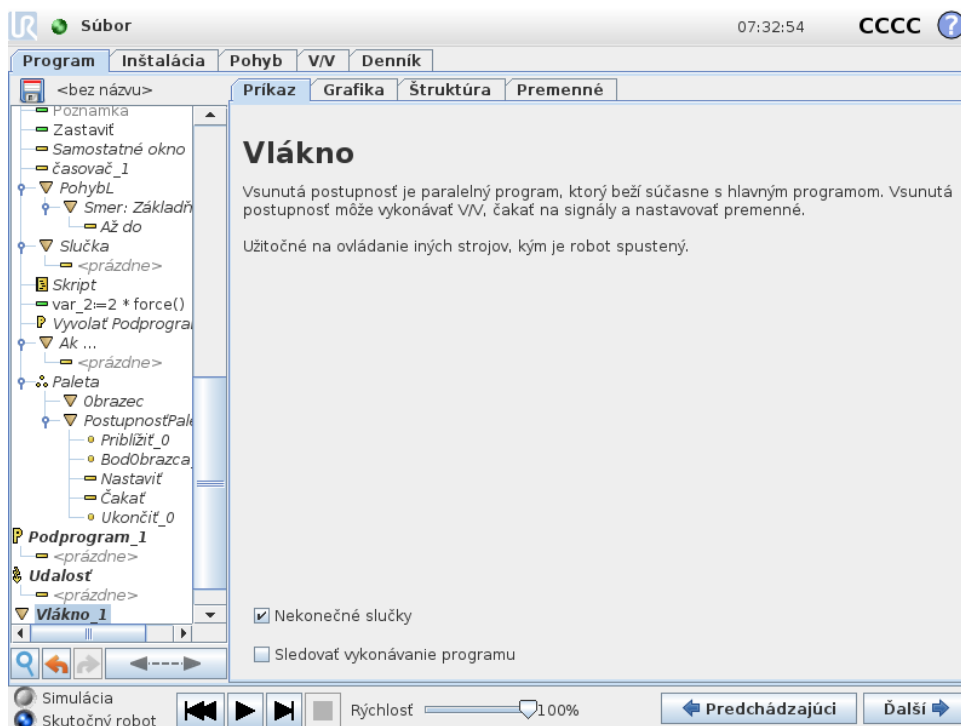 UR Súbor 07:32:54 CCCC ?
Program Inštalácia Pohyb V/V Denník
<bez názvu> Príkaz Grafika Štruktúra Premenné
Poznámka
Zastaviť
Samostatné okno
časovač_1
PohybL
Smer: Základň
Až do
Slučka
<prázdne>
Skript
var_2:=2 * force()
Vyvolať Podprogra
Ak ...
<prázdne>
Paleta
Obrazec
PostupnosťPale
Priblížiť_0
BodObrazca_
Nastaviť
Čakať
Ukončiť_0
Podprogram_1
<prázdne>
Udalosť
<prázdne>
Vlákno_1
Vlákno
Vsunutá postupnosť je paralelný program, ktorý beží súčasne s hlavným programom. Vsunutá
postupnosť môže vykonávať V/V, čakať na signály a nastavovať premenné.
Užitočné na ovládanie iných strojov, kým je robot spustený.
Nekonečné slučky
Sledovať vykonávanie programu
Simulácia
Skutočný robot
Rýchlosť 100%
Predchádzajúci Ďalší